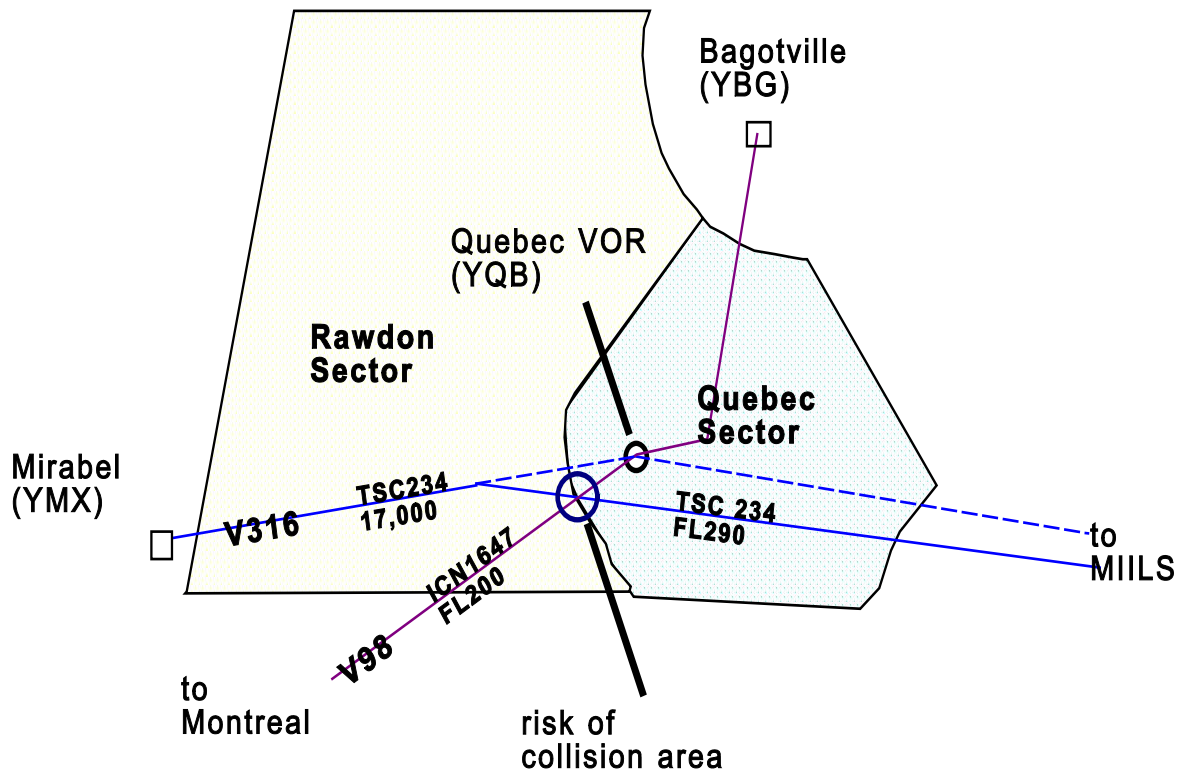 Bagotville
(YBG)
Quebec VOR
(YQB)
Rawdon
Sector
Quebec
Sector
Mirabel
(YMX)
TSC234
17,000
V316
TSC 234
FL290
to
MIILS
ICN1647
FL200
V98
to
Montreal
risk of
collision area